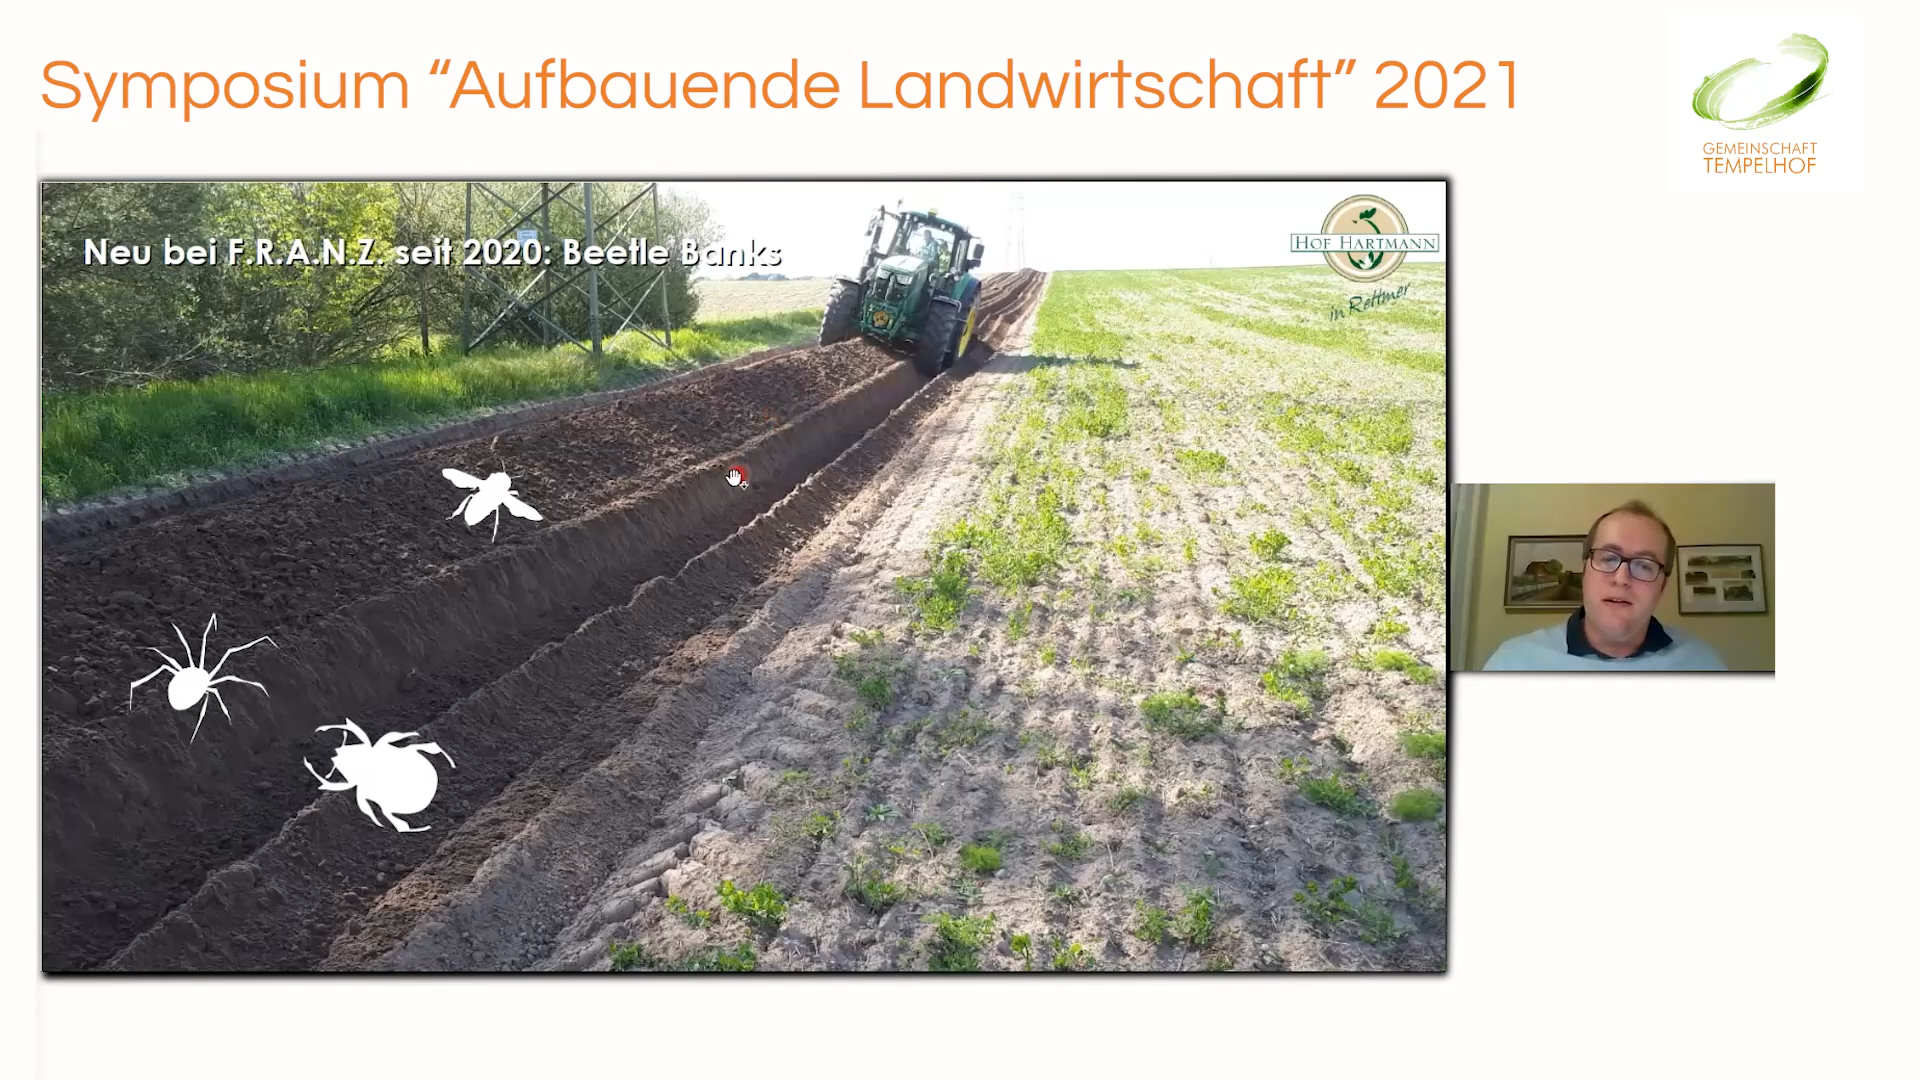 Symposium “Aufbauende Landwirtschaft” 2021
GEMEINSCHAFT
TEMPELHOF
Neu bei F.R.A.N.Z. seit 2020: Beetle Banks
HOF HARTMANN
in Rettmer